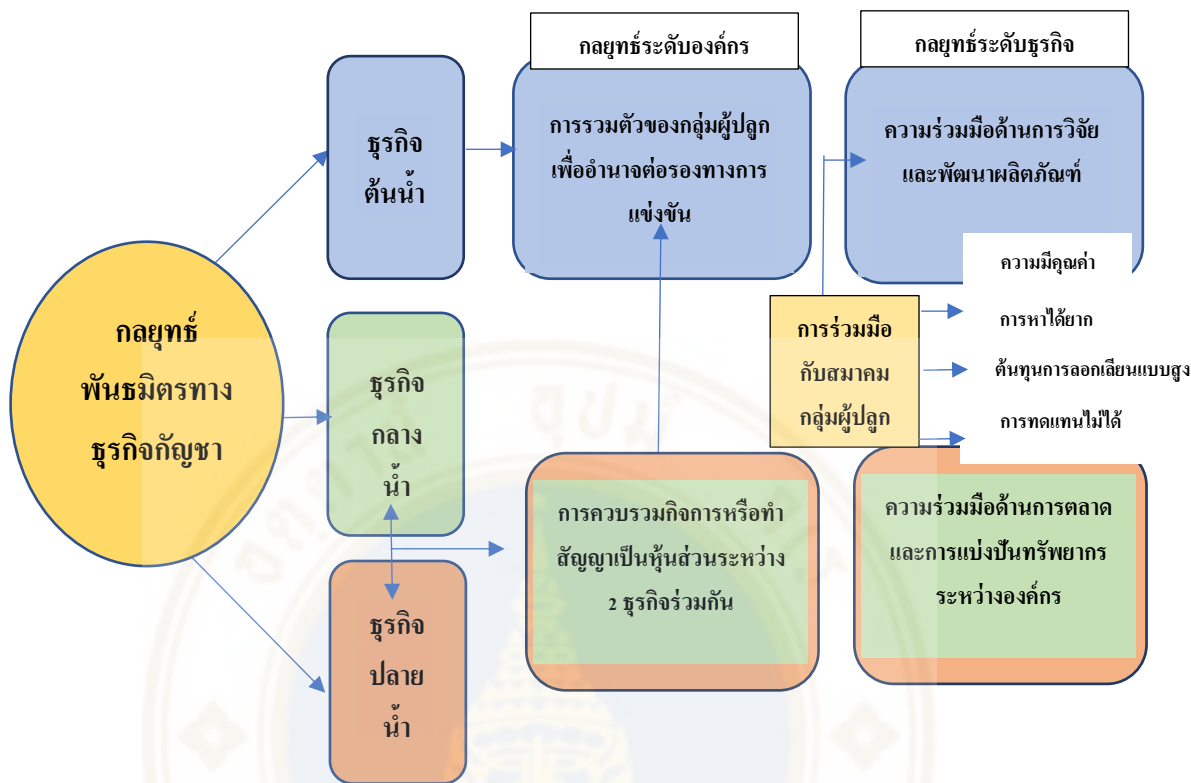 กลยุทธ์ระดับองค์กร
กลยุทธ์ระดับธุรกิจ
ธุรกิจ
ต้นน้ำ
การรวมตัวของกลุ่มผู้ปลูก
เพื่ออำนาจต่อรองทางการ
แข่งขัน
ความร่วมมือด้านการวิจัย
และพัฒนาผลิตภัณฑ์
กลยุทธ์
พันธมิตรทาง
ธุรกิจกัญชา
ธุรกิจ
กลาง
น้ำ
การร่วมมือ
กับสมาคม
กลุ่มผู้ปลูก
ความมีคุณค่า
การหาได้ยาก
ต้นทุนการลอกเลียนแบบสูง
การทดแทนไม่ได้
ธุรกิจ
ปลาย
น้ำ
การควบรวมกิจการหรือทำ
สัญญาเป็นหุ้นส่วนระหว่าง
2 ธุรกิจร่วมกัน
ความร่วมมือด้านการตลาด
และการแบ่งปันทรัพยากร
ระหว่างองค์กร